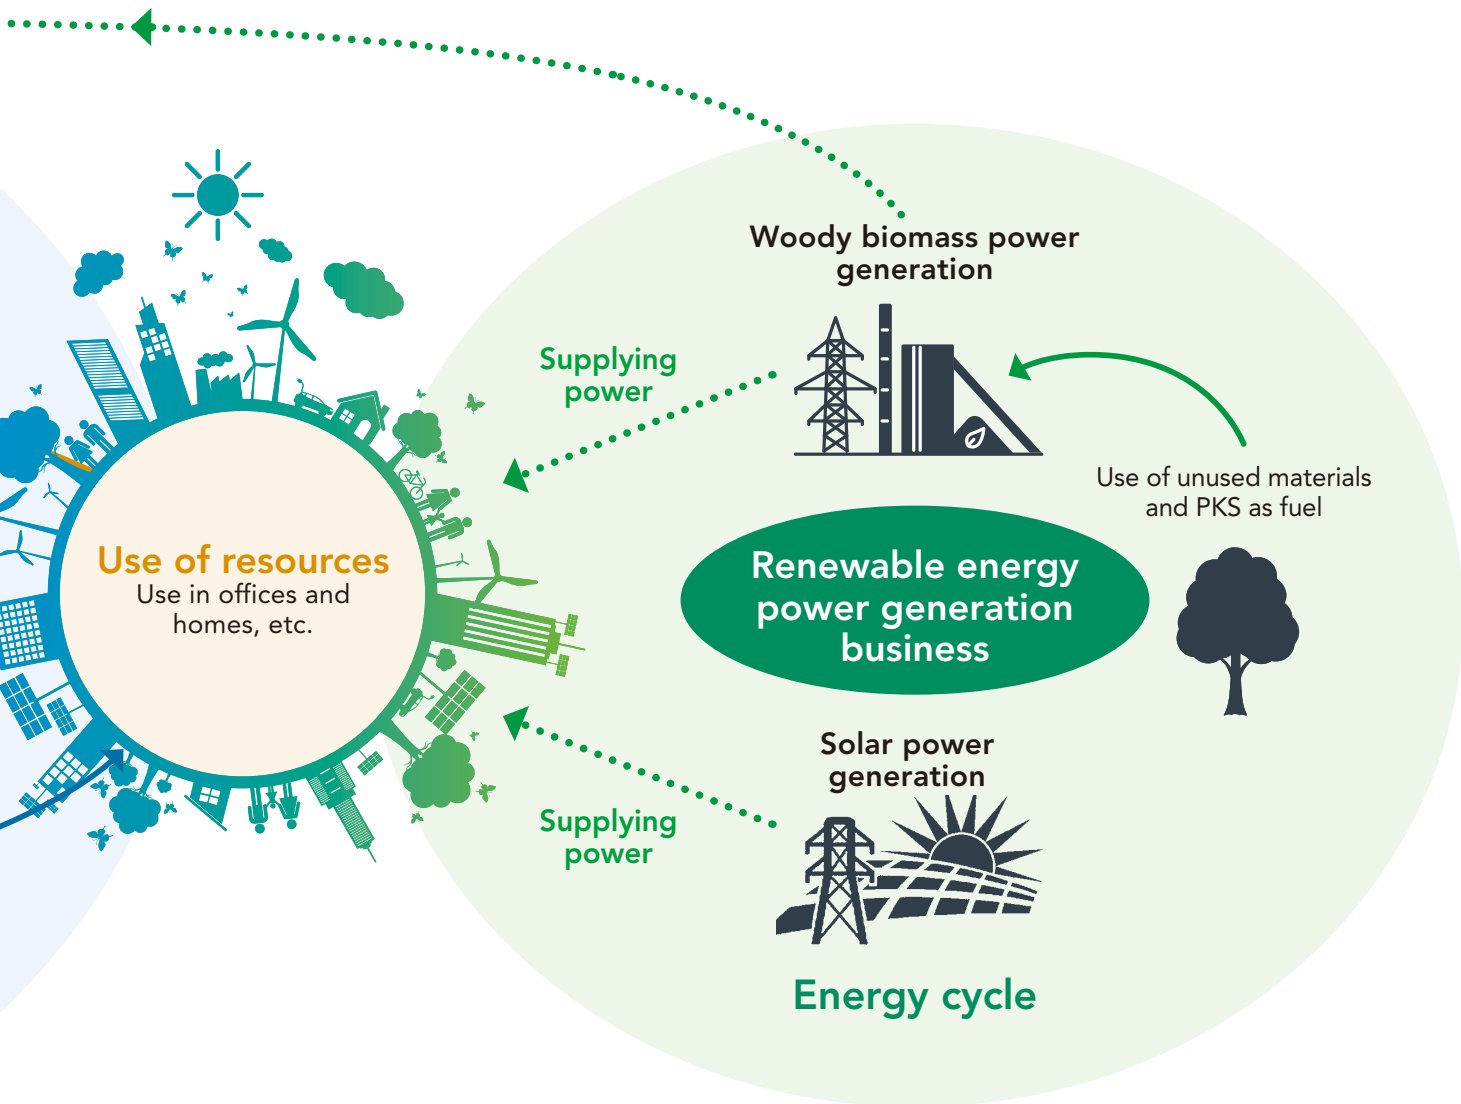 Woody biomass power
generation
Supplying
power
Use of unused materials
and PKS as fuel
Use of resources
Use in offices and
homes, etc.
Renewable energy
power generation
business
Solar power
generation
Supplying
power
Energy cycle